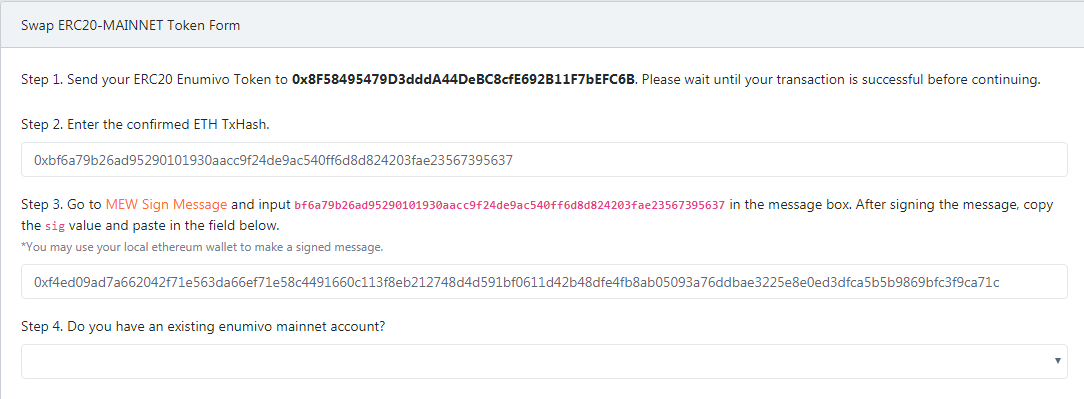 Swap ERC20-MAINNET Token Form
Step 1. Send your ERC20 Enumivo Token to 0x8F58495479D3dddA44DeBC8cfE692B11F7bEFC6B. Please wait until your transaction is successful before continuing.
Step 2. Enter the confirmed ETH TxHash.
0xbf6a79b26ad95290101930aacc9f24de9ac540ff6d8d824203fae23567395637
Step 3. Go to MEW Sign Message and input bf6a79b26ad95290101930aacc9f24de9ac540ff6d8d824203fae23567395637 in the message box. After signing the message, copy
the sig value and paste in the field below.
*You may use your local ethereum wallet to make a signed message.
0xf4ed09ad7a662042f71e563da66ef71e58c4491660c113f8eb212748d4d591bf0611d42b48dfe4fb8ab05093a76ddbae3225e8e0ed3dfca5b5b9869bfc3f9ca71c
Step 4. Do you have an existing enumivo mainnet account?